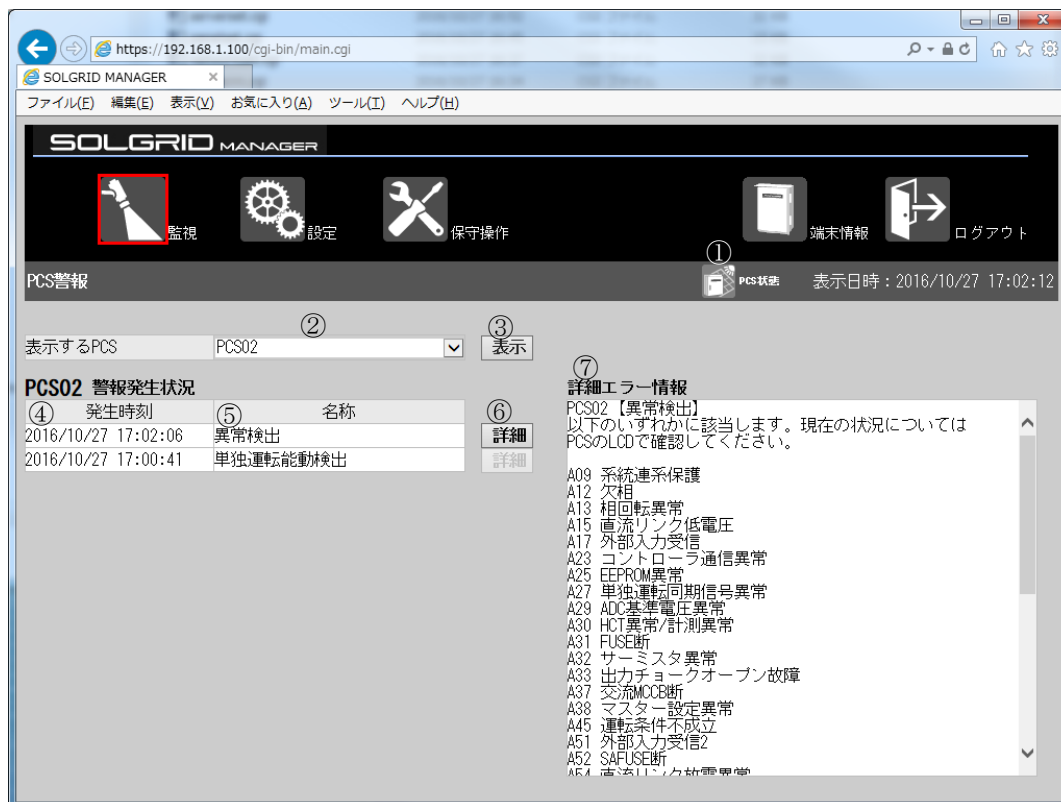 https://192.168.1.100/cgi-bin/main.cgi
SOLGRID MANAGER
ファイル(F) 編集(E) 表示(V) お気に入り(A) ツール(T) ヘルプ(H)
SOLGRID MANAGER
監視 設定 保守操作 端末情報 ログアウト
①
PCS警報 PCS状態 表示日時:2016/10/27 17:02:12
② ③
表示するPCS PCS02 表示
PCS02 警報発生状況
④ 発生時刻 ⑤ 名称 ⑥
2016/10/27 17:02:06 異常検出 詳細
2016/10/27 17:00:41 単独運転能動検出 詳細
⑦
詳細エラー情報
PCS02【異常検出】
以下のいずれかに該当します。現在の状況については
PCSのLCDで確認してください。
A09 系統連系保護
A12 欠相
A13 相回転異常
A15 直流リンク低電圧
A17 外部入力受信
A23 コントローラ通信異常
A25 EEPROM異常
A27 単独運転同期信号異常
A29 ADC基準電圧異常
A30 HCT異常/計測異常
A31 FUSE断
A32 サーミスタ異常
A33 出力チョークオープン故障
A37 交流MCCB断
A38 マスター設定異常
A45 運転条件不成立
A51 外部入力受信2
A52 SAFUSE断
A54 直流リンク放電異常